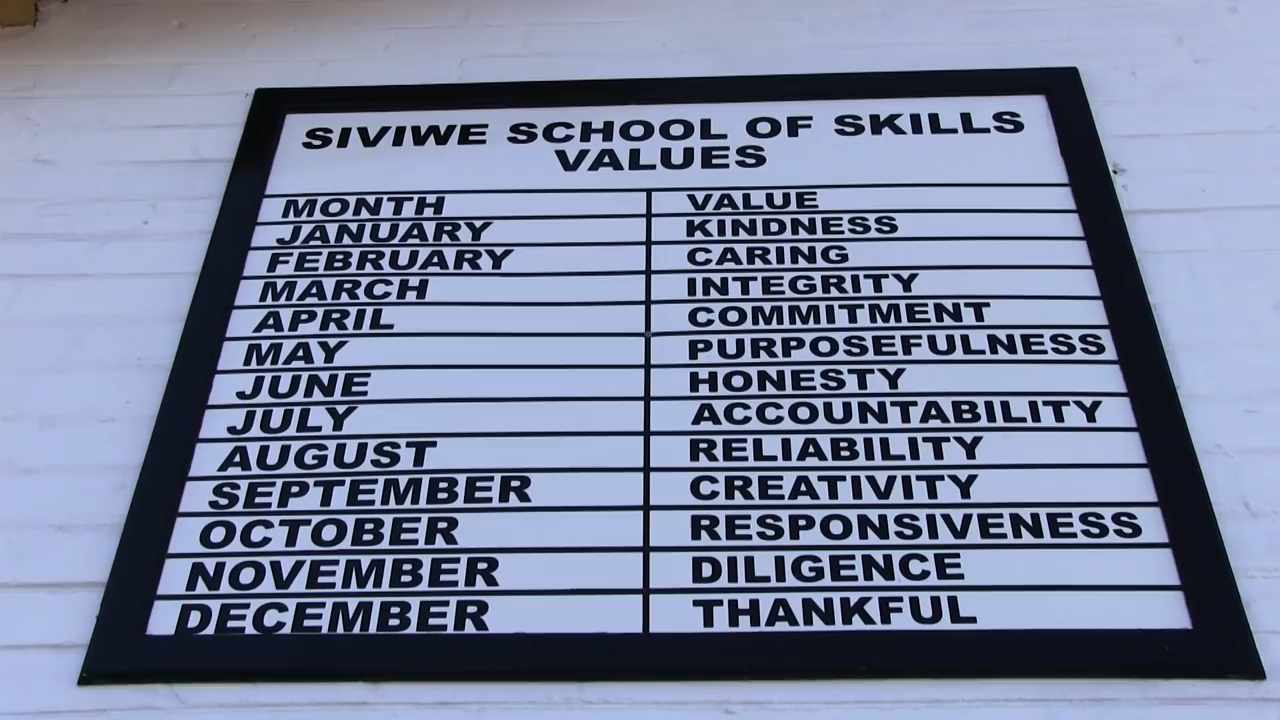 SIVIWE SCHOOL OF SKILLS
VALUES
MONTH VALUE
JANUARY KINDNESS
FEBRUARY CARING
MARCH INTEGRITY
APRIL COMMITMENT
MAY PURPOSEFULNESS
JUNE HONESTY
JULY ACCOUNTABILITY
AUGUST RELIABILITY
SEPTEMBER CREATIVITY
OCTOBER RESPONSIVENESS
NOVEMBER DILIGENCE
DECEMBER THANKFUL